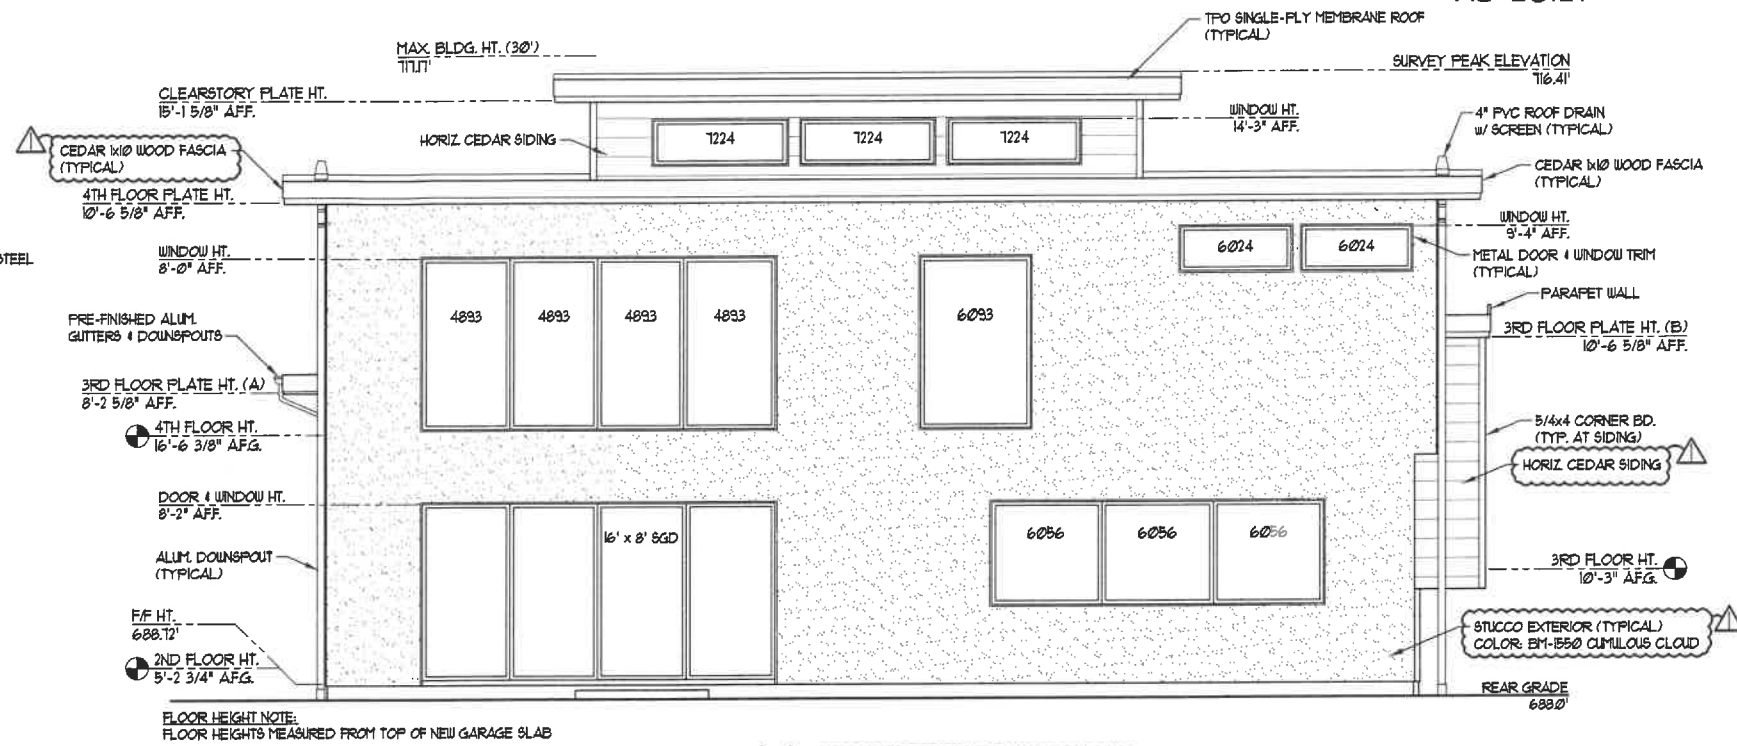 TPO SINGLE-PLY MEMBRANE ROOF
(TYPICAL)
MAX. BLDG. HT. (30')
717.17'
SURVEY PEAK ELEVATION
716.41'
CLEARSTORY PLATE HT.
15'-1 5/8" AFF.
WINDOW HT.
14'-3" AFF.
4" PVC ROOF DRAIN
W/ SCREEN (TYPICAL)
HORIZ. CEDAR SIDING
7224
7224
7224
CEDAR 1x10 WOOD FASCIA
(TYPICAL)
CEDAR 1x10 WOOD FASCIA
(TYPICAL)
4TH FLOOR PLATE HT.
10'-6 5/8" AFF.
WINDOW HT.
9'-4" AFF.
STEEL
WINDOW HT.
8'-0" AFF.
6024
6024
METAL DOOR & WINDOW TRIM
(TYPICAL)
PARAPET WALL
4893
4893
4893
4893
6093
PRE-FINISHED ALUM.
GUTTERS & DOWNSPOUTS
3RD FLOOR PLATE HT. (B)
10'-6 5/8" AFF.
3RD FLOOR PLATE HT. (A)
8'-2 5/8" AFF.
4TH FLOOR HT.
16'-6 3/8" A.F.G.
5/4x4 CORNER BD.
(TYP. AT SIDING)
HORIZ. CEDAR SIDING
DOOR & WINDOW HT.
8'-2" AFF.
16' x 8' SGD
6056
6056
6056
ALUM. DOWNSPOUT
(TYPICAL)
3RD FLOOR HT.
10'-3" A.F.G.
F/F HT.
688.72'
2ND FLOOR HT.
5'-2 3/4" A.F.G.
STUCCO EXTERIOR (TYPICAL)
COLOR: BM-1550 CUMULOUS CLOUD
REAR GRADE
688.0'
FLOOR HEIGHT NOTE:
FLOOR HEIGHTS MEASURED FROM TOP OF NEW GARAGE SLAB